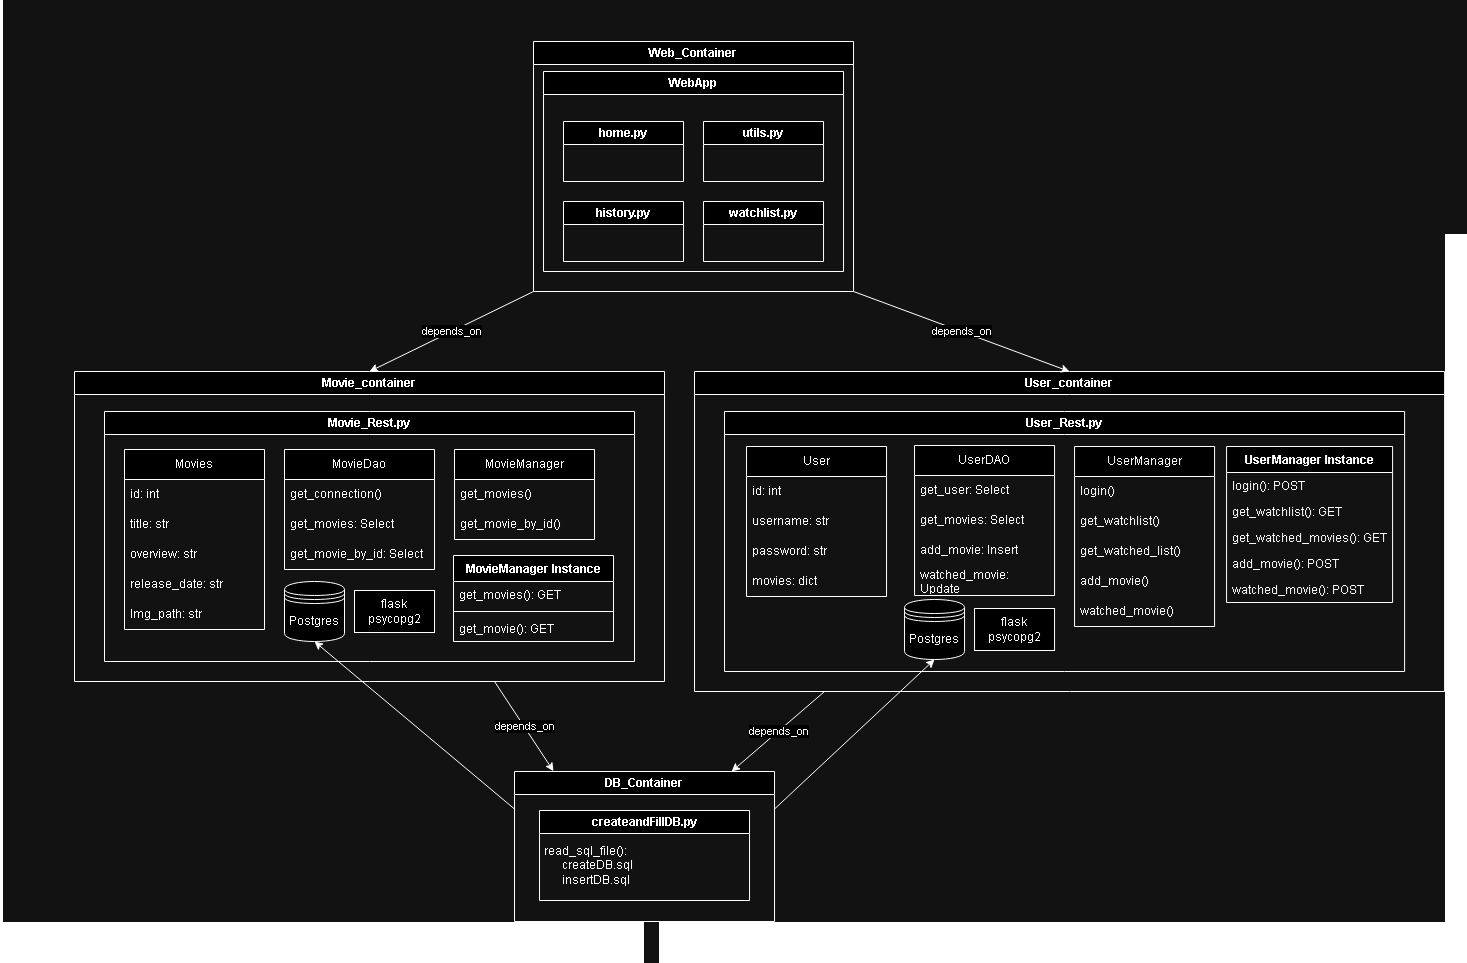 Web_Container
WebApp
home.py
utils.py
history.py
watchlist.py
depends_on
depends_on
Movie_container
Movie_Rest.py
Movies
id: int
title: str
overview: str
release_date: str
Img_path: str
MovieDao
get_connection()
get_movies: Select
get_movie_by_id: Select
MovieManager
get_movies()
get_movie_by_id()
MovieManager Instance
get_movies(): GET
get_movie(): GET
Postgres
flask
psycopg2
User_container
User_Rest.py
User
id: int
username: str
password: str
movies: dict
UserDAO
get_user: Select
get_movies: Select
add_movie: Insert
watched_movie:
Update
UserManager
login()
get_watchlist()
get_watched_list()
add_movie()
watched_movie()
UserManager Instance
login(): POST
get_watchlist(): GET
get_watched_movies(): GET
add_movie(): POST
watched_movie(): POST
Postgres
flask
psycopg2
depends_on
depends_on
DB_Container
createandFillDB.py
read_sql_file():
createDB.sql
insertDB.sql